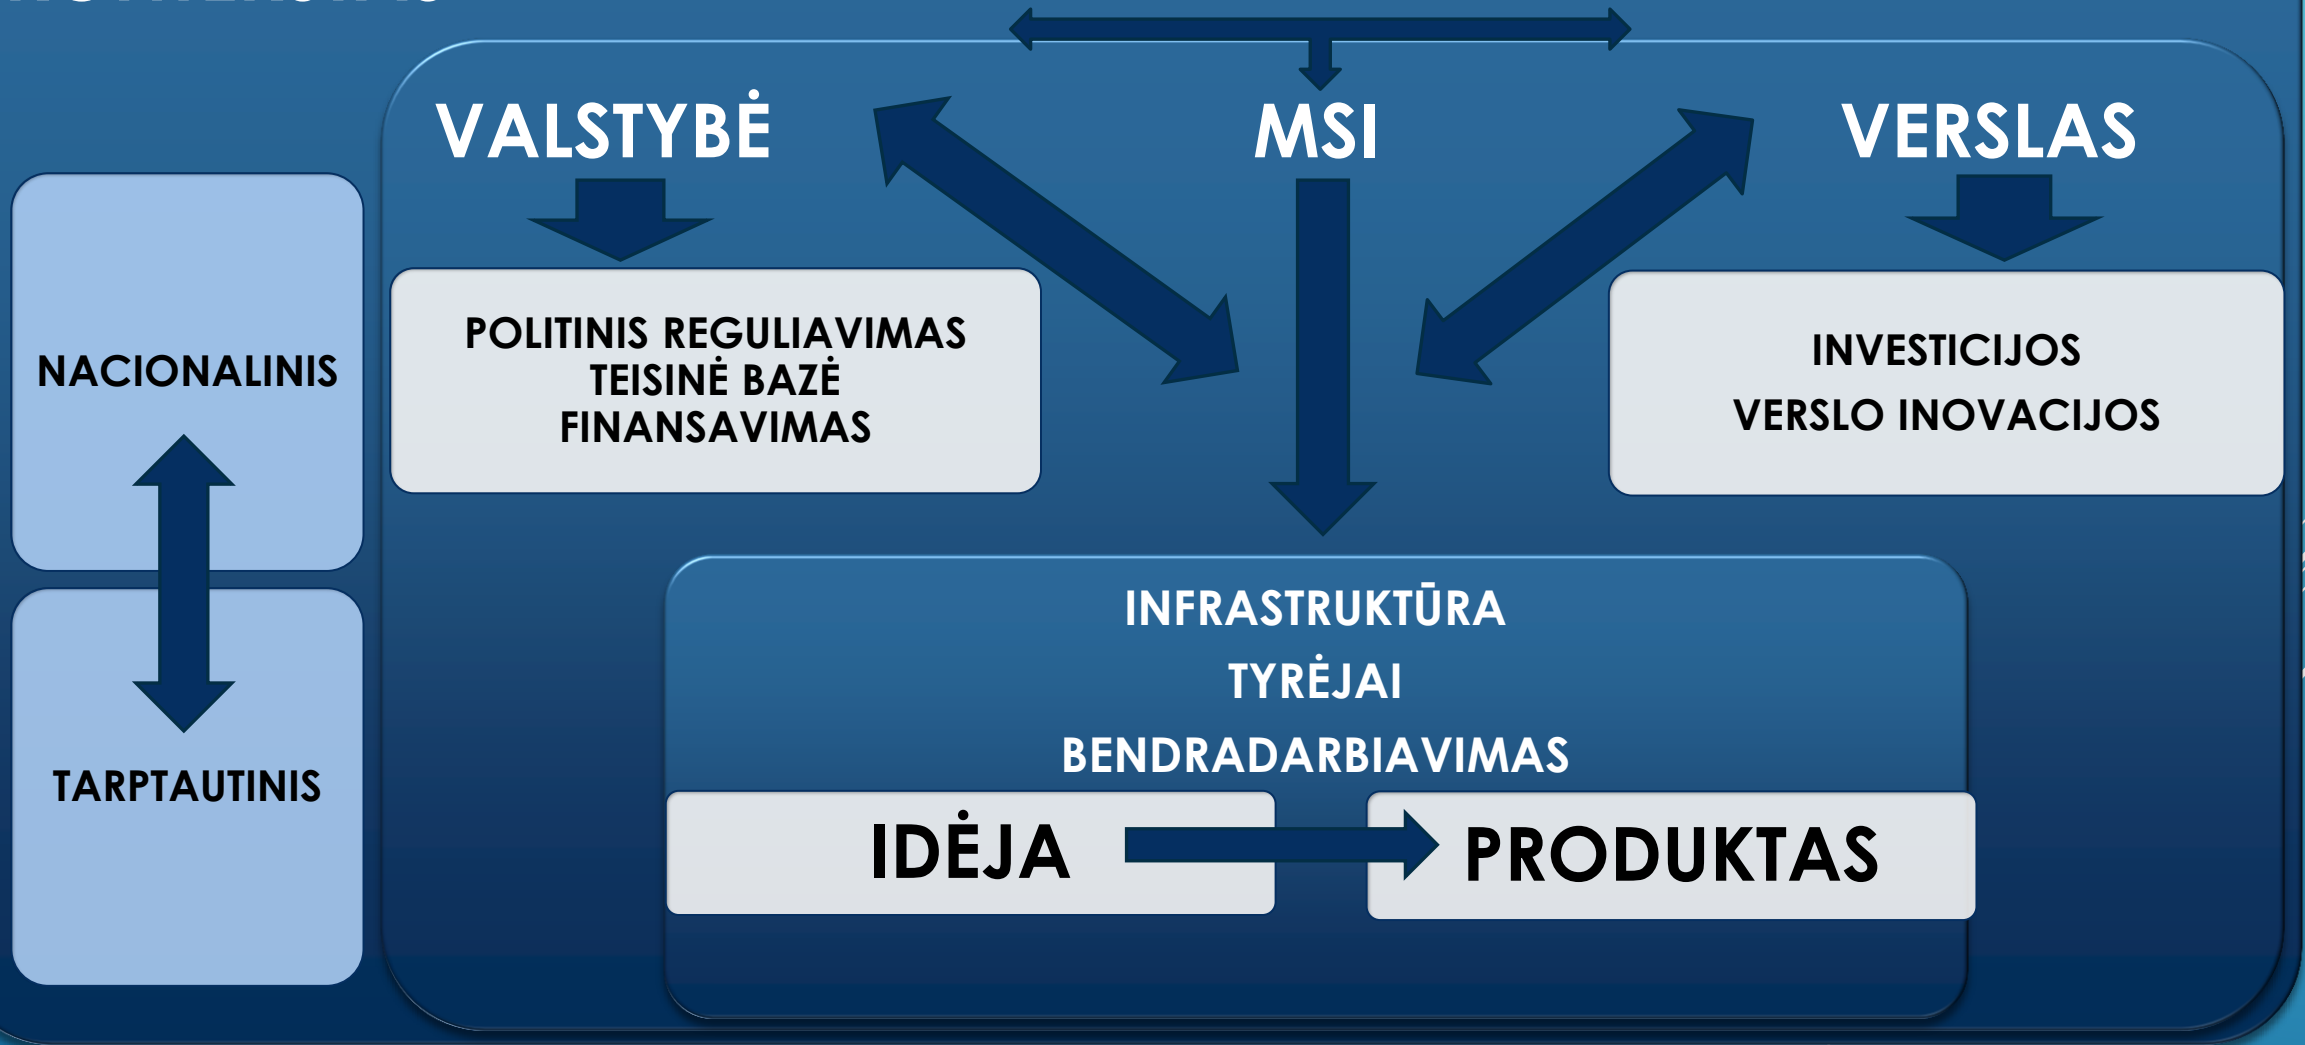 VALSTYBĖ
MSI
VERSLAS
NACIONALINIS
POLITINIS REGULIAVIMAS
TEISINĖ BAZĖ
FINANSAVIMAS
INVESTICIJOS
VERSLO INOVACIJOS
TARPTAUTINIS
INFRASTRUKTŪRA
TYRĖJAI
BENDRADARBIAVIMAS
IDĖJA
PRODUKTAS